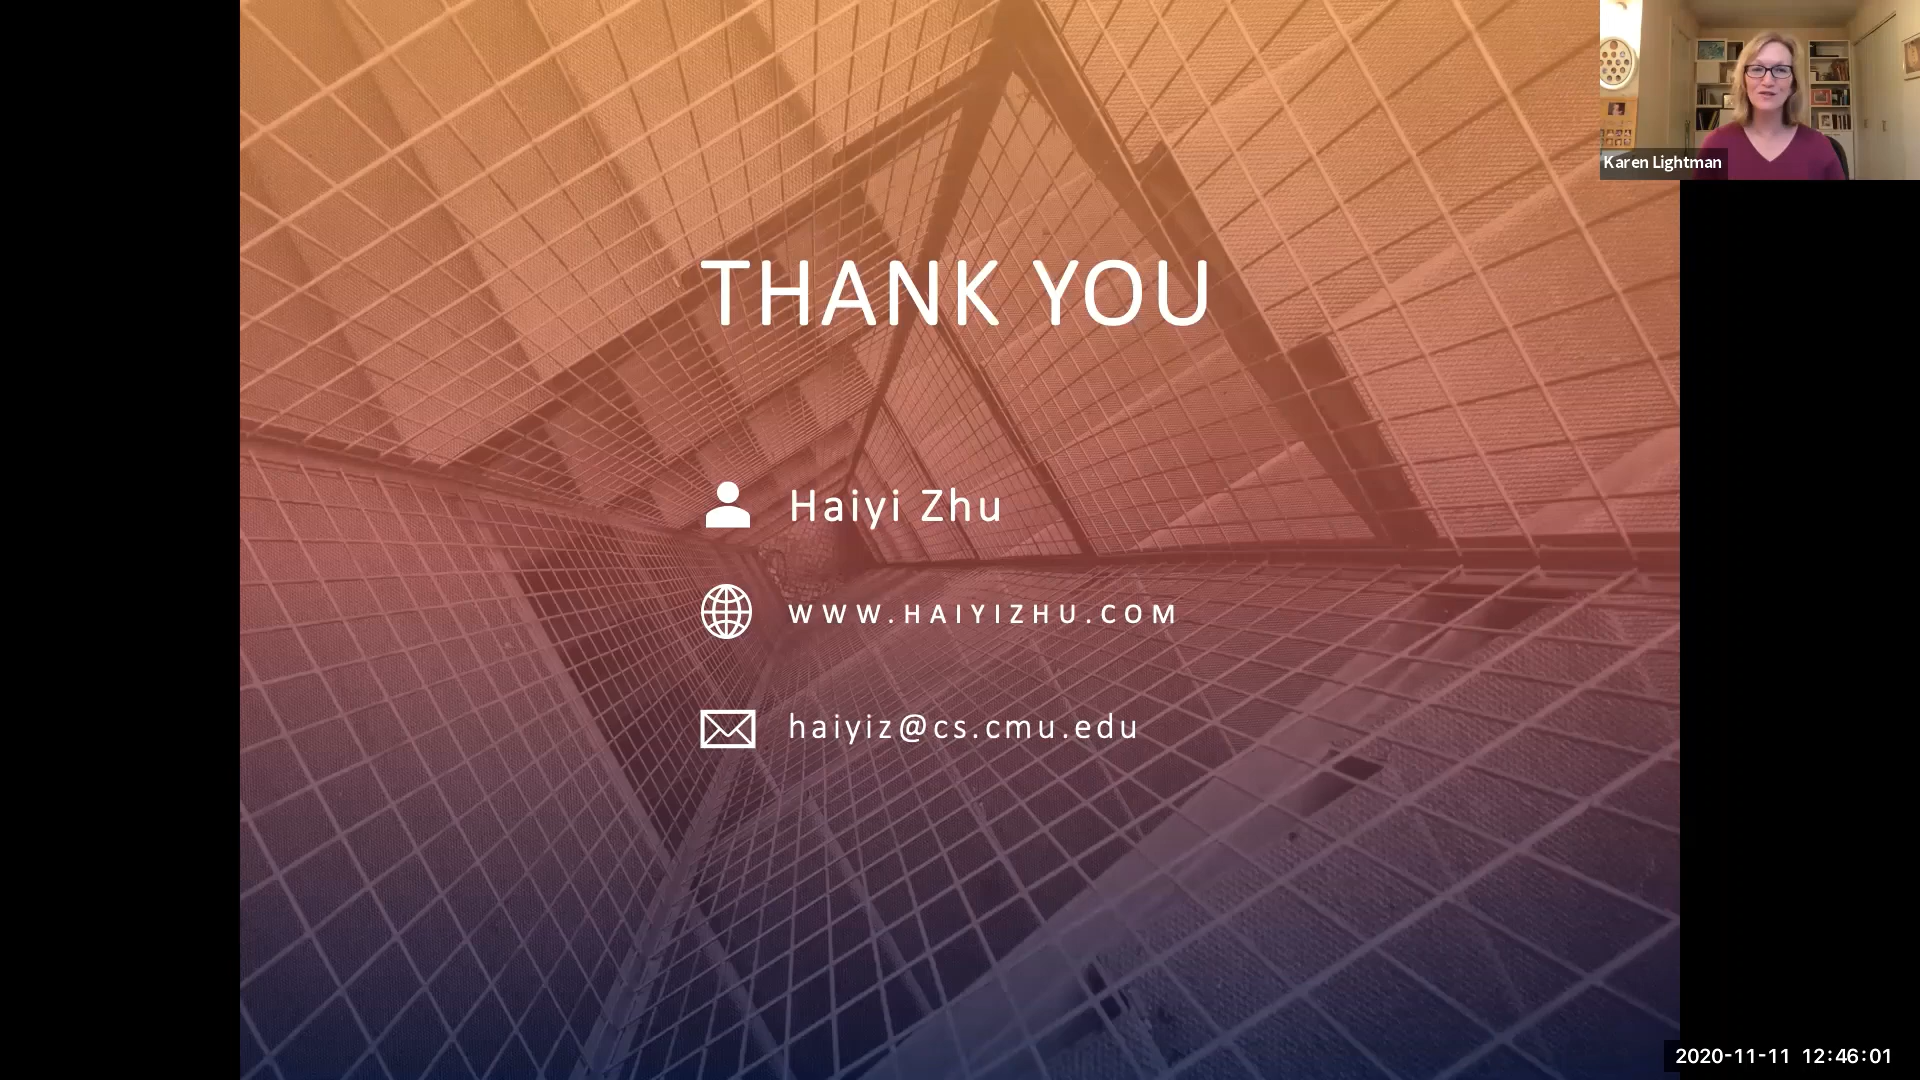 THANK YOU
Haiyi Zhu
WWW.HAIYIZHU.COM
haiyiz@cs.cmu.edu
Karen Lightman
2020-11-11 12:46:01